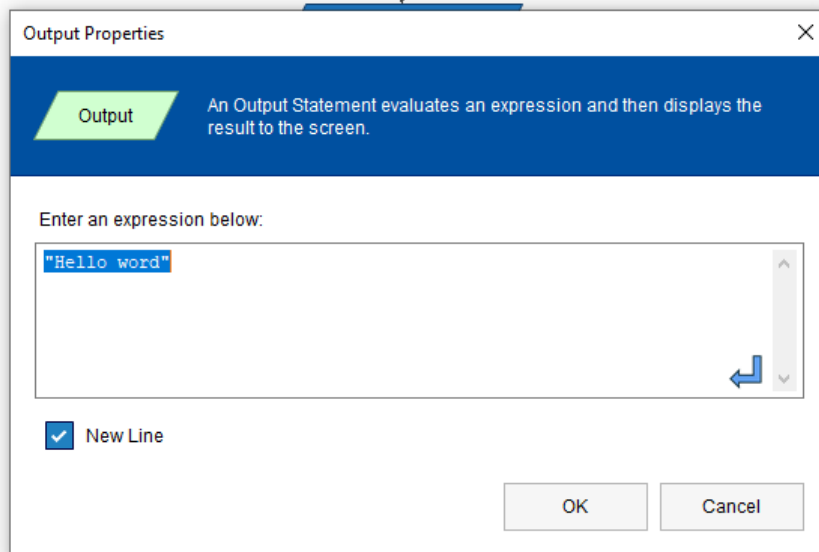 Output Properties
Output
An Output Statement evaluates an expression and then displays the
result to the screen.
Enter an expression below:
"Hello word"
New Line
OK
Cancel